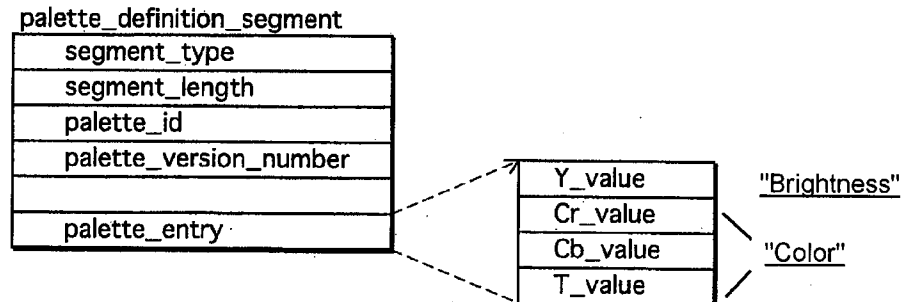 palette_definition_segment
segment_type
segment_length
palette_id
palette_version_number
palette_entry
Y_value
Cr_value
Cb_value
T_value
"Brightness"
"Color"